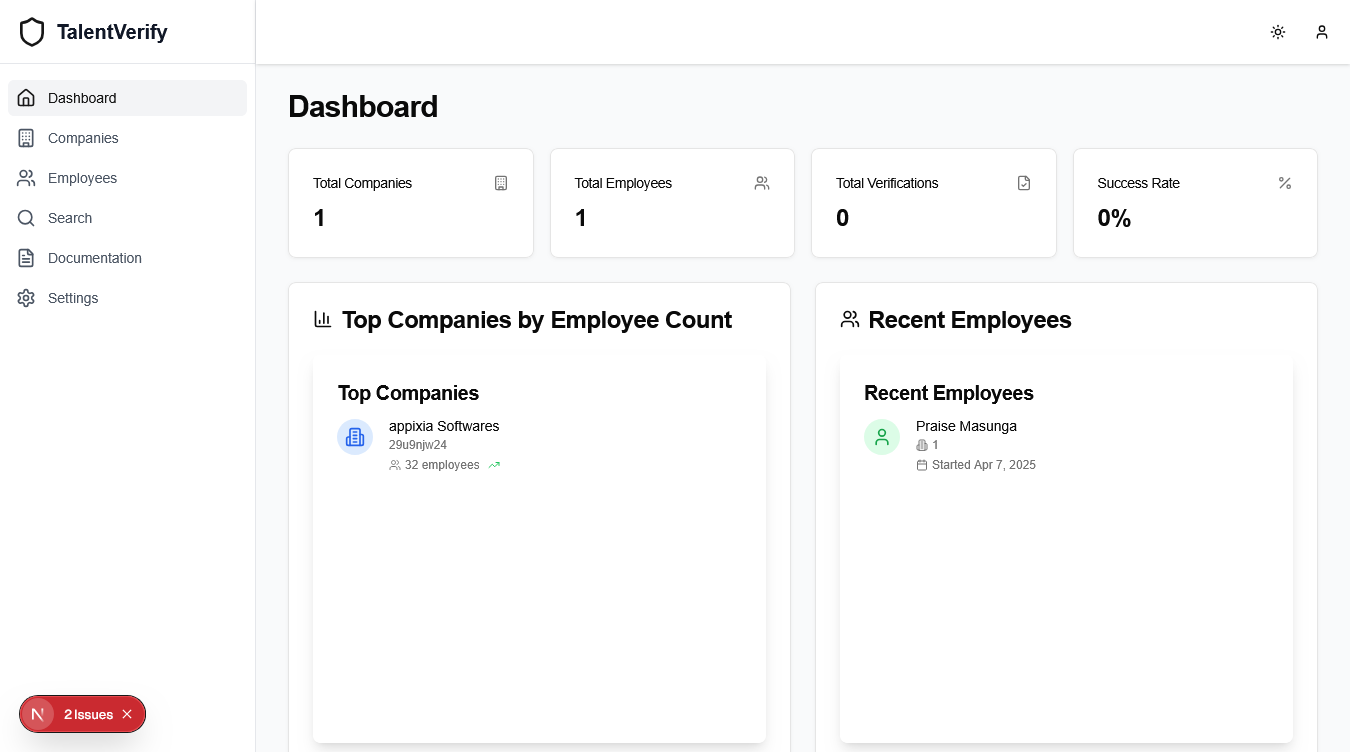 TalentVerify
Dashboard
Companies
Employees
Search
Documentation
Settings
Dashboard
Total Companies
1
Total Employees
1
Total Verifications
0
Success Rate
0%
Top Companies by Employee Count
Top Companies
appixia Softwares
29u9njw24
32 employees
Recent Employees
Recent Employees
Praise Masunga
1
Started Apr 7, 2025
N 2 Issues